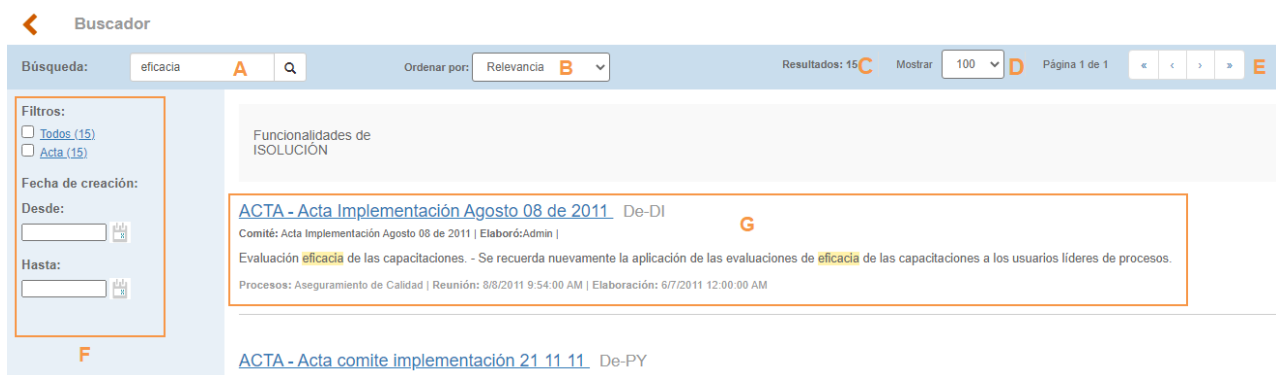 Buscador
Búsqueda: eficacia A Ordenar por: Relevancia B Resultados: 15 C Mostrar 100 D Página 1 de 1 « ‹ › » E
Filtros:
Todos (15)
Acta (15)
Fecha de creación:
Desde:
Hasta:
F
Funcionalidades de
ISOLUCIÓN
ACTA - Acta Implementación Agosto 08 de 2011 De-DI
G
Comité: Acta Implementación Agosto 08 de 2011 | Elaboró:Admin |
Evaluación eficacia de las capacitaciones. - Se recuerda nuevamente la aplicación de las evaluaciones de eficacia de las capacitaciones a los usuarios líderes de procesos.
Procesos: Aseguramiento de Calidad | Reunión: 8/8/2011 9:54:00 AM | Elaboración: 6/7/2011 12:00:00 AM
ACTA - Acta comite implementación 21 11 11 De-PY